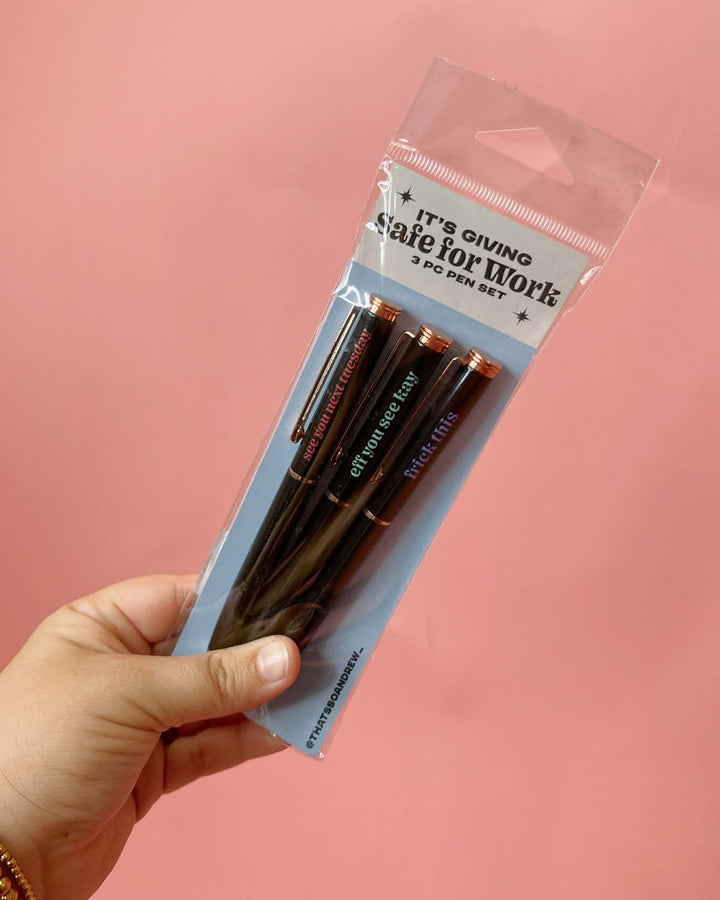 IT'S GIVING
Safe for Work
3 PC PEN SET
see you next tuesday
eff you see kay
frick this
@THATSSOANDREW_